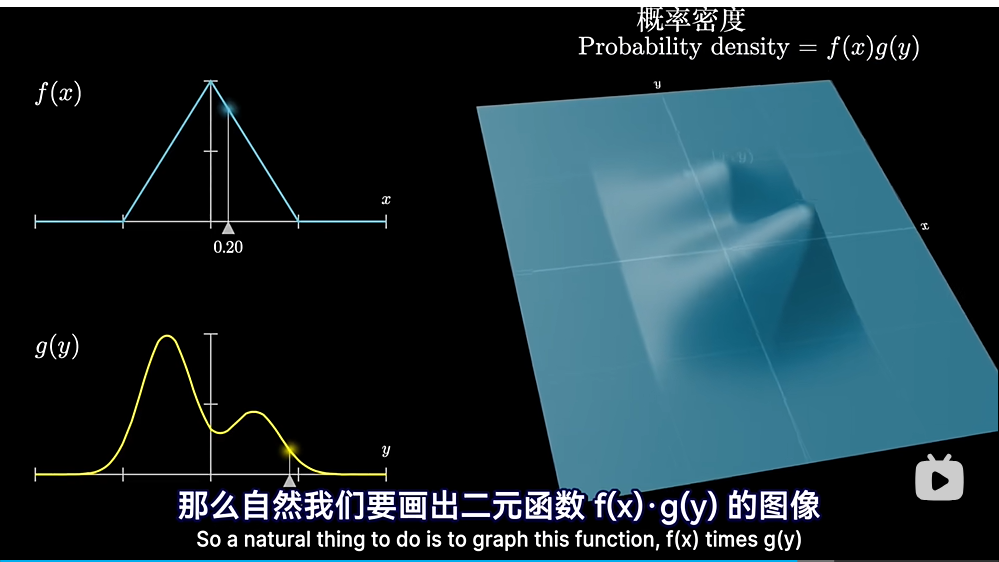 概率密度
Probability density = f(x)g(y)
y
f(x)
x
x
0.20
g(y)
y
那么自然我们要画出二元函数 f(x)·g(y) 的图像
So a natural thing to do is to graph this function, f(x) times g(y)